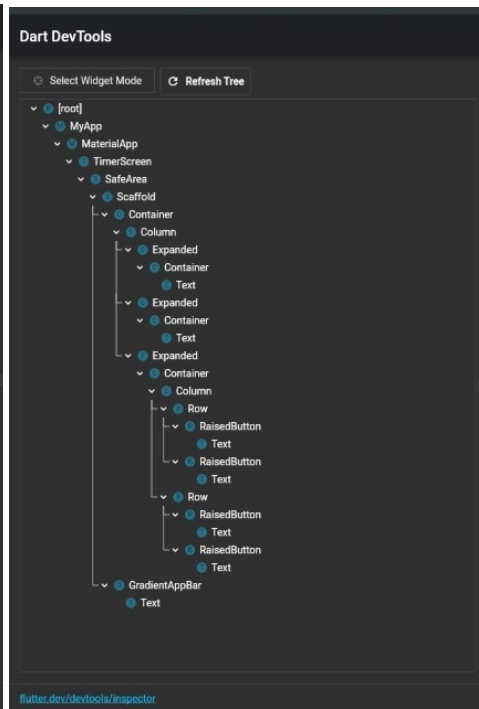 Dart DevTools
Select Widget Mode Refresh Tree
[root]
MyApp
MaterialApp
TimerScreen
SafeArea
Scaffold
Container
Column
Expanded
Container
Text
Expanded
Container
Text
Expanded
Container
Column
Row
RaisedButton
Text
RaisedButton
Text
Row
RaisedButton
Text
RaisedButton
Text
GradientAppBar
Text
flutter.dev/devtools/inspector